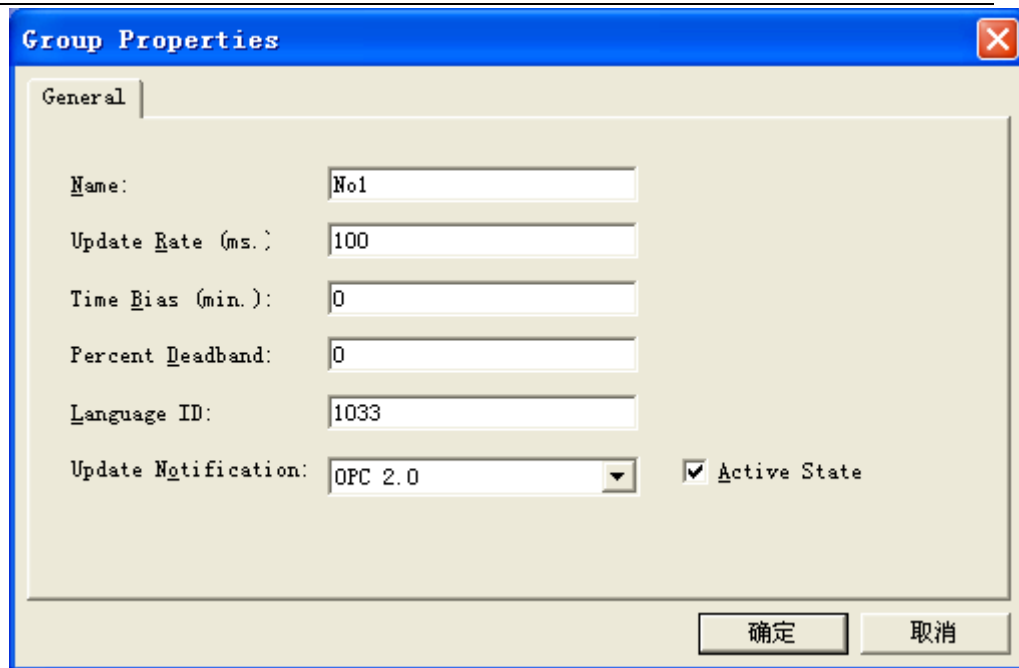 Group Properties
General
Name: No1
Update Rate (ms.) 100
Time Bias (min.): 0
Percent Deadband: 0
Language ID: 1033
Update Notification: OPC 2.0 Active State
确定 取消